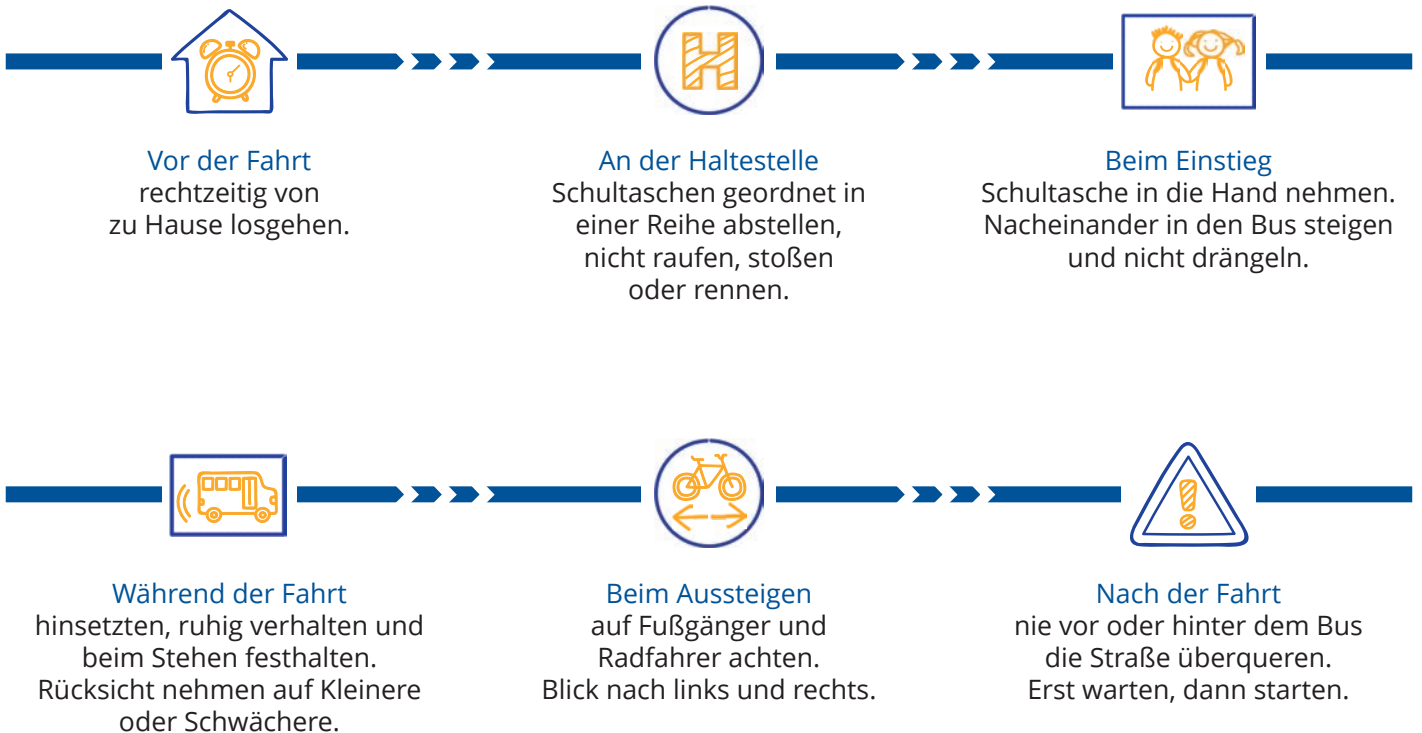 H
Vor der Fahrt
rechtzeitig von
zu Hause losgehen.
An der Haltestelle
Schultaschen geordnet in
einer Reihe abstellen,
nicht raufen, stoßen
oder rennen.
Beim Einstieg
Schultasche in die Hand nehmen.
Nacheinander in den Bus steigen
und nicht drängeln.
Während der Fahrt
hinsetzten, ruhig verhalten und
beim Stehen festhalten.
Rücksicht nehmen auf Kleinere
oder Schwächere.
Beim Aussteigen
auf Fußgänger und
Radfahrer achten.
Blick nach links und rechts.
!
Nach der Fahrt
nie vor oder hinter dem Bus
die Straße überqueren.
Erst warten, dann starten.